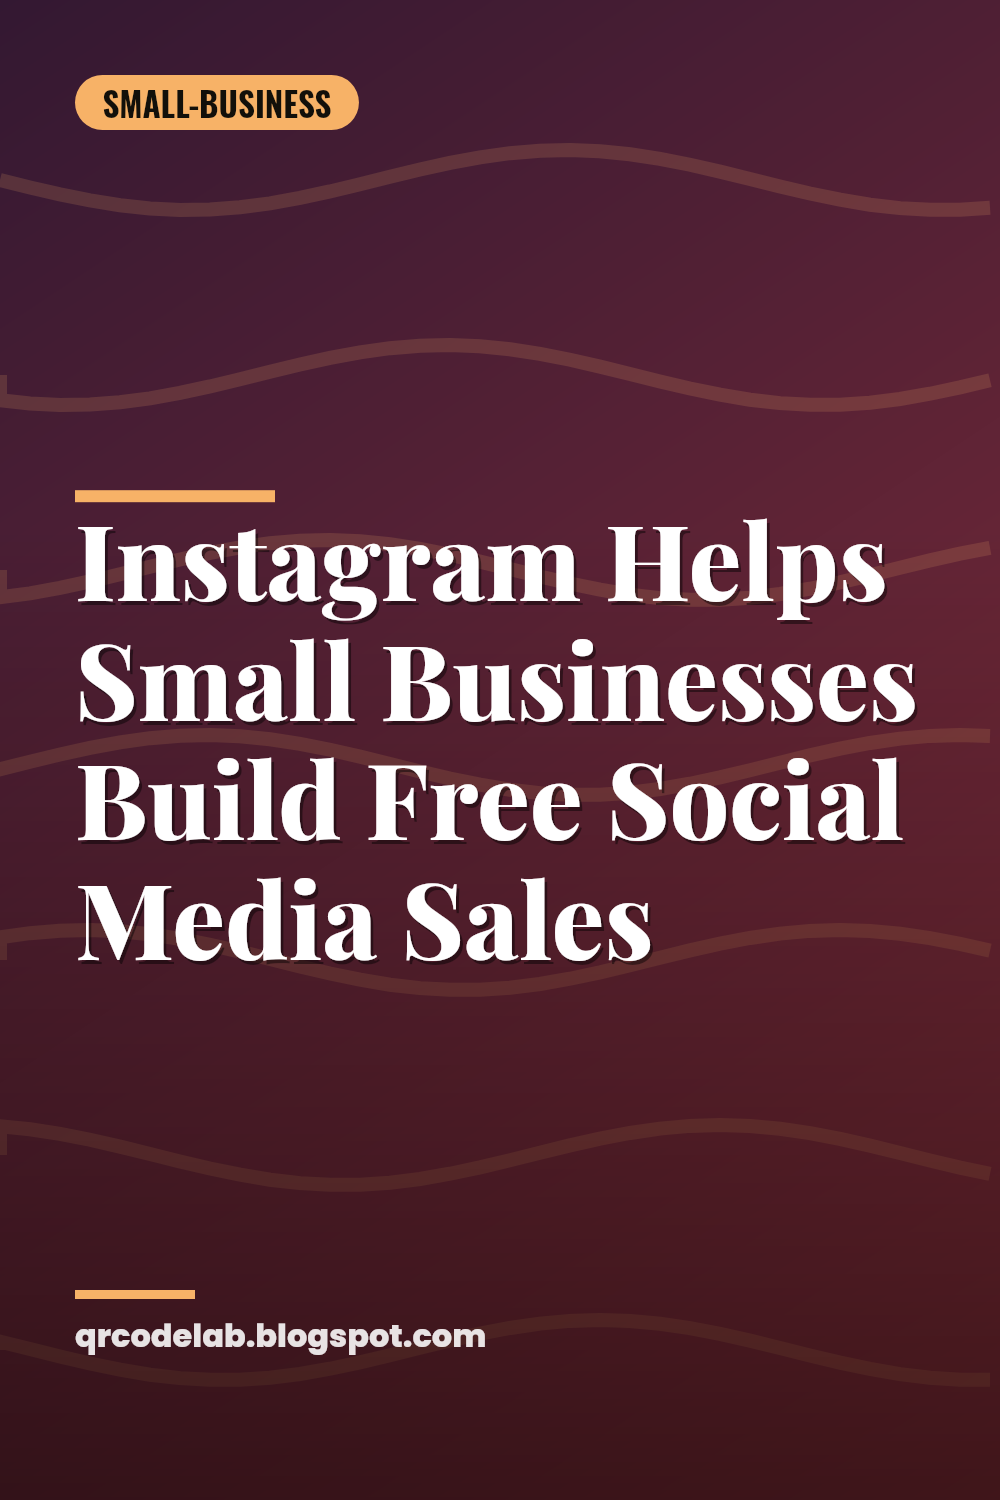 SMALL-BUSINESS
Instagram Helps
Small Businesses
Build Free Social
Media Sales
qrcodelab.blogspot.com